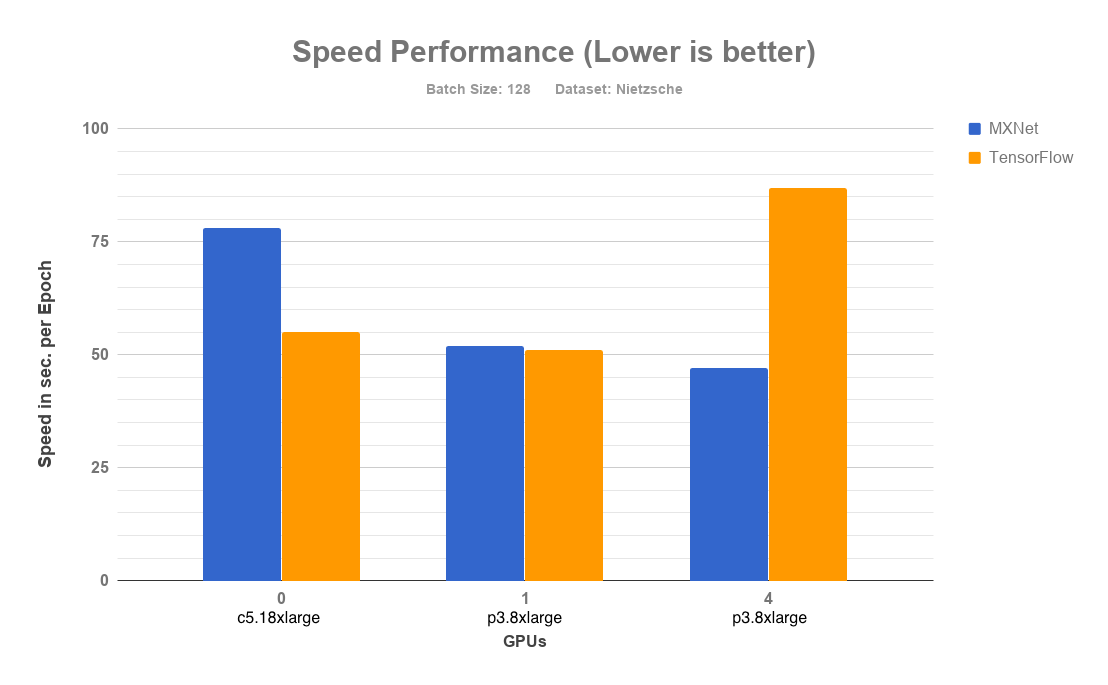 Speed Performance (Lower is better)
Batch Size: 128 Dataset: Nietzsche
MXNet
TensorFlow
Speed in sec. per Epoch
100
75
50
25
0
0 1 4
c5.18xlarge p3.8xlarge p3.8xlarge
GPUs